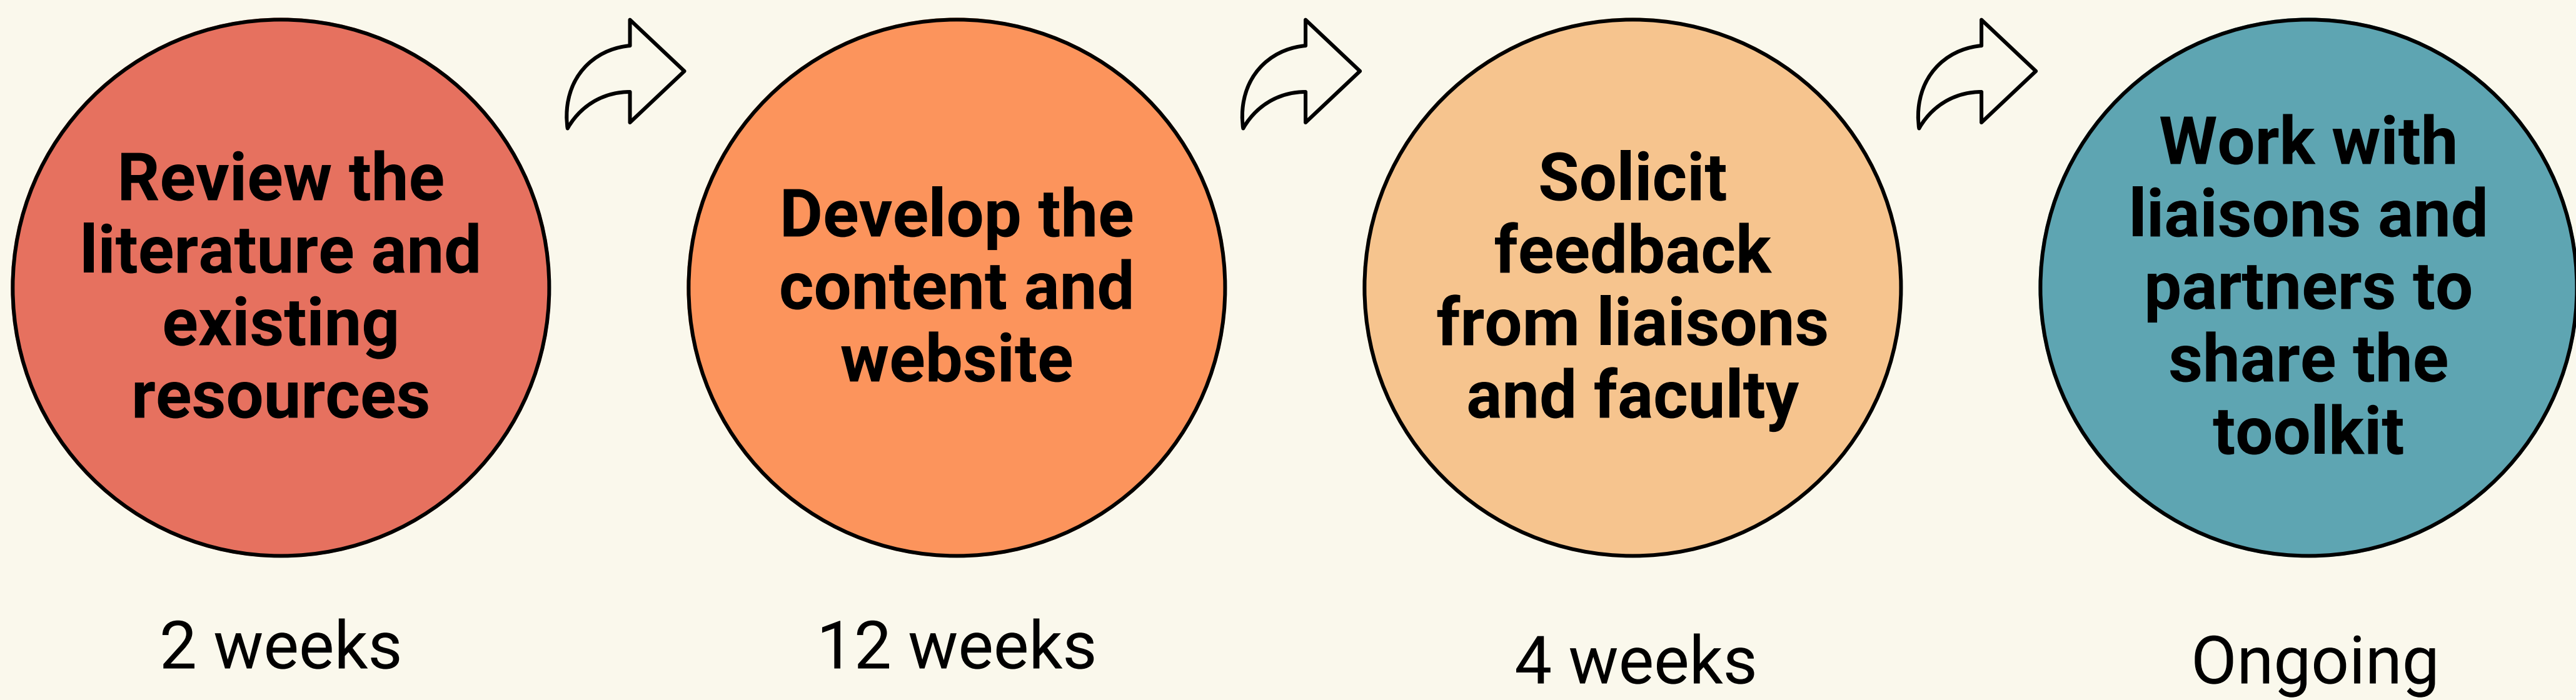 Review the
literature and
existing
resources
2 weeks
Develop the
content and
website
12 weeks
Solicit
feedback
from liaisons
and faculty
4 weeks
Work with
liaisons and
partners to
share the
toolkit
Ongoing